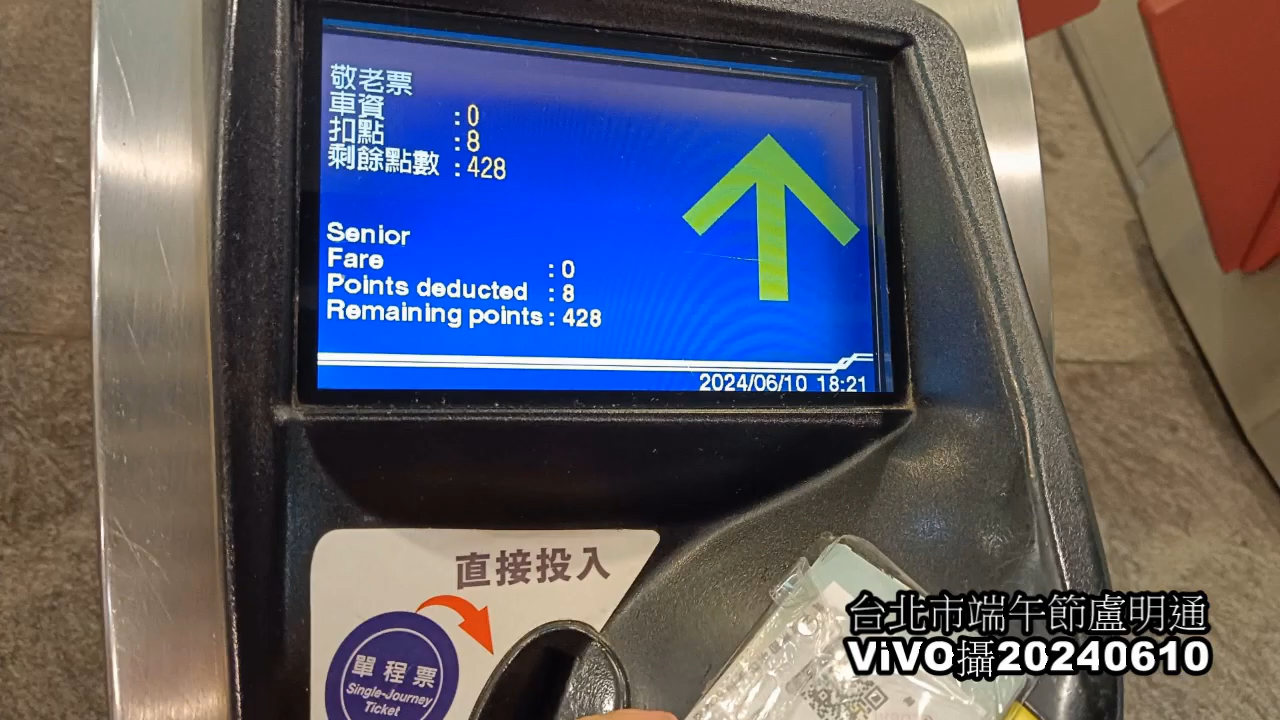 敬老票
車資 : 0
扣點 : 8
剩餘點數 : 428
Senior
Fare : 0
Points deducted : 8
Remaining points : 428
2024/06/10 18:21
直接投入
單程票
Single-Journey
Ticket
台北市端午節盧明通
ViVO攝20240610